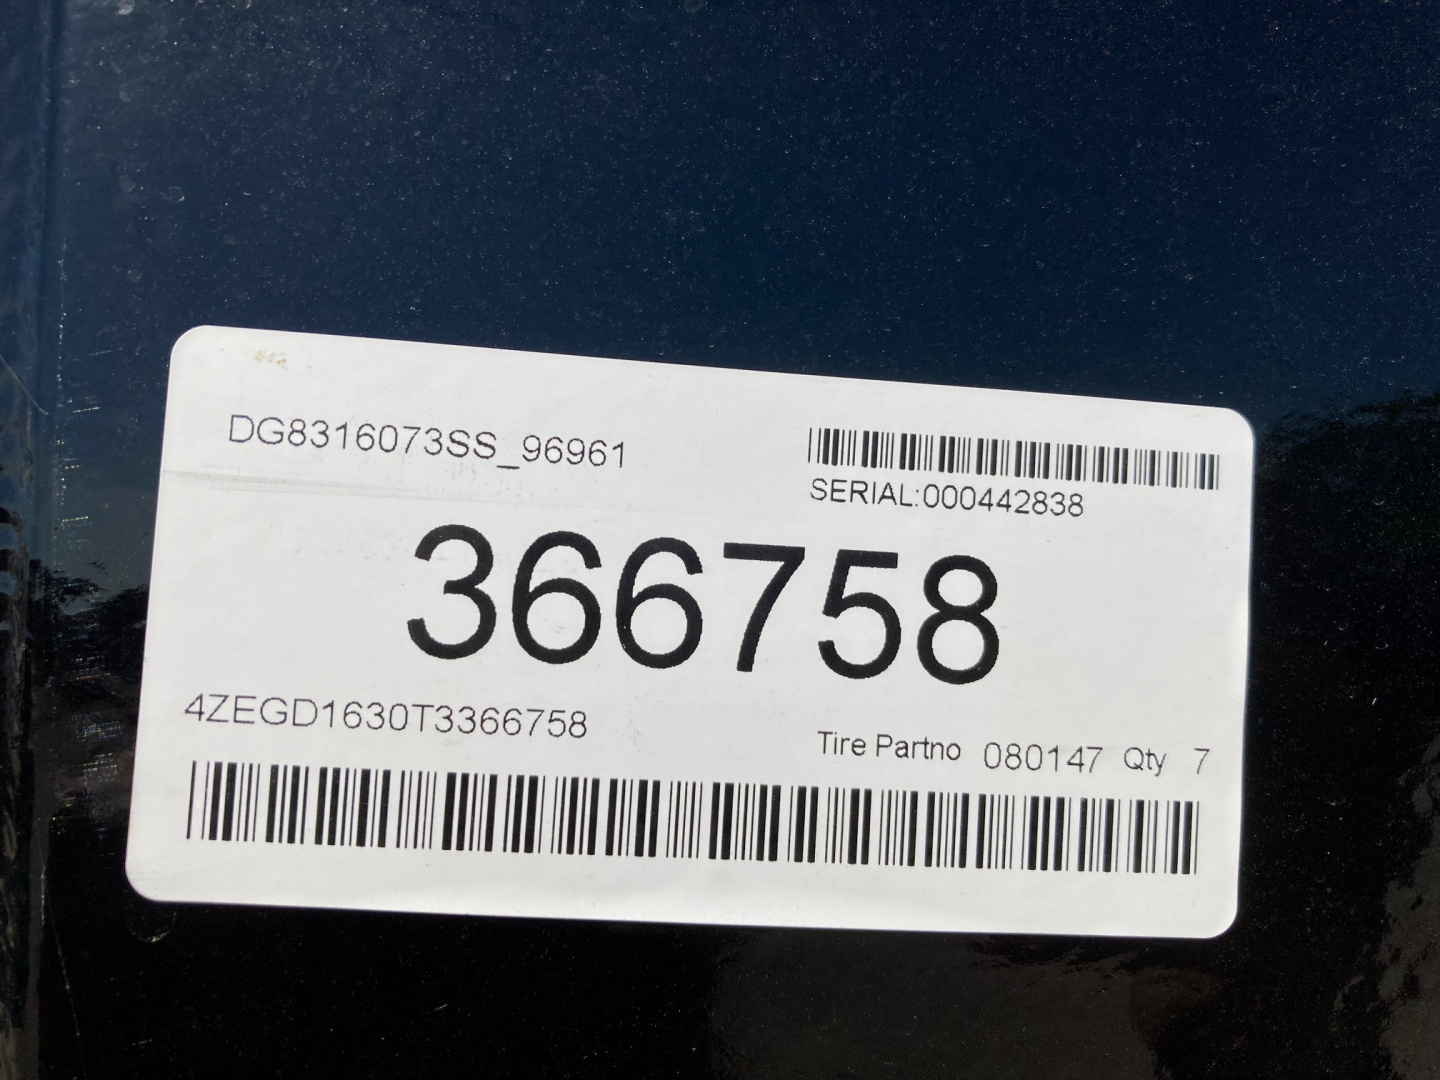 DG8316073SS_96961
SERIAL:000442838
366758
4ZEGD1630T3366758
Tire Partno 080147 Qty 7